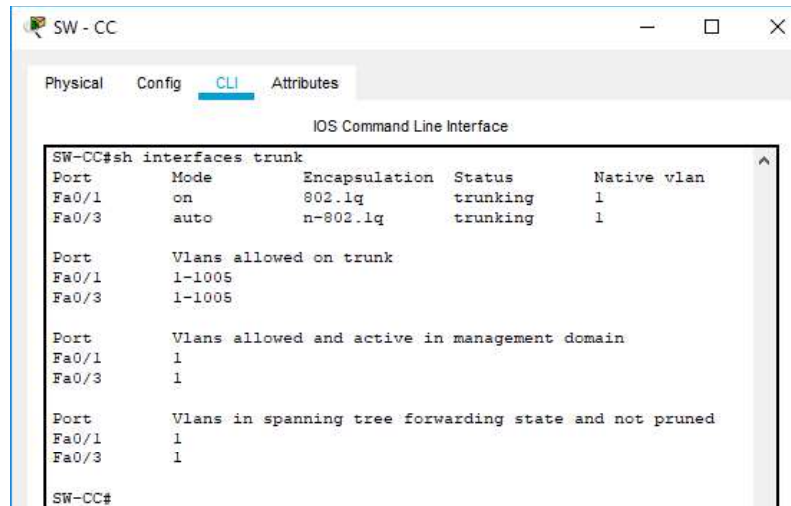 SW - CC
Physical Config CLI Attributes
IOS Command Line Interface
SW-CC#sh interfaces trunk
Port Mode Encapsulation Status Native vlan
Fa0/1 on 802.1q trunking 1
Fa0/3 auto n-802.1q trunking 1
Port Vlans allowed on trunk
Fa0/1 1-1005
Fa0/3 1-1005
Port Vlans allowed and active in management domain
Fa0/1 1
Fa0/3 1
Port Vlans in spanning tree forwarding state and not pruned
Fa0/1 1
Fa0/3 1
SW-CC#